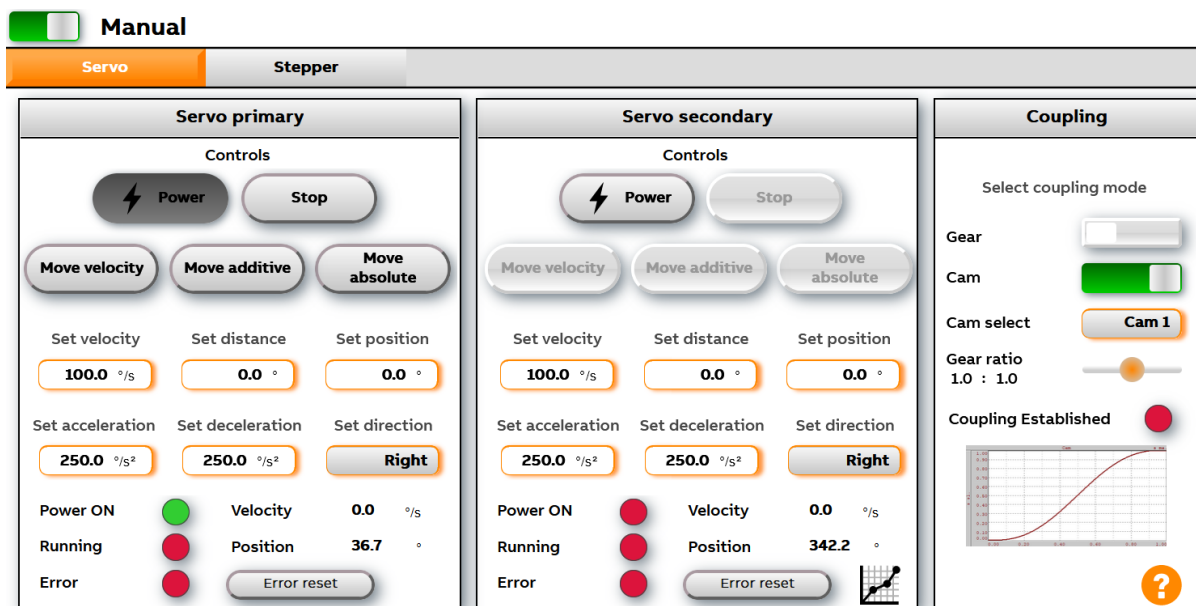 Manual
Servo Stepper
Servo primary
Controls
Power Stop
Move velocity Move additive Move absolute
Set velocity Set distance Set position
100.0 °/s 0.0 ° 0.0 °
Set acceleration Set deceleration Set direction
250.0 °/s² 250.0 °/s² Right
Power ON Velocity 0.0 °/s
Running Position 36.7 °
Error Error reset
Servo secondary
Controls
Power Stop
Move velocity Move additive Move absolute
Set velocity Set distance Set position
100.0 °/s 0.0 ° 0.0 °
Set acceleration Set deceleration Set direction
250.0 °/s² 250.0 °/s² Right
Power ON Velocity 0.0 °/s
Running Position 342.2 °
Error Error reset
Coupling
Select coupling mode
Gear
Cam
Cam select Cam 1
Gear ratio
1.0 : 1.0
Coupling Established
Cam
?